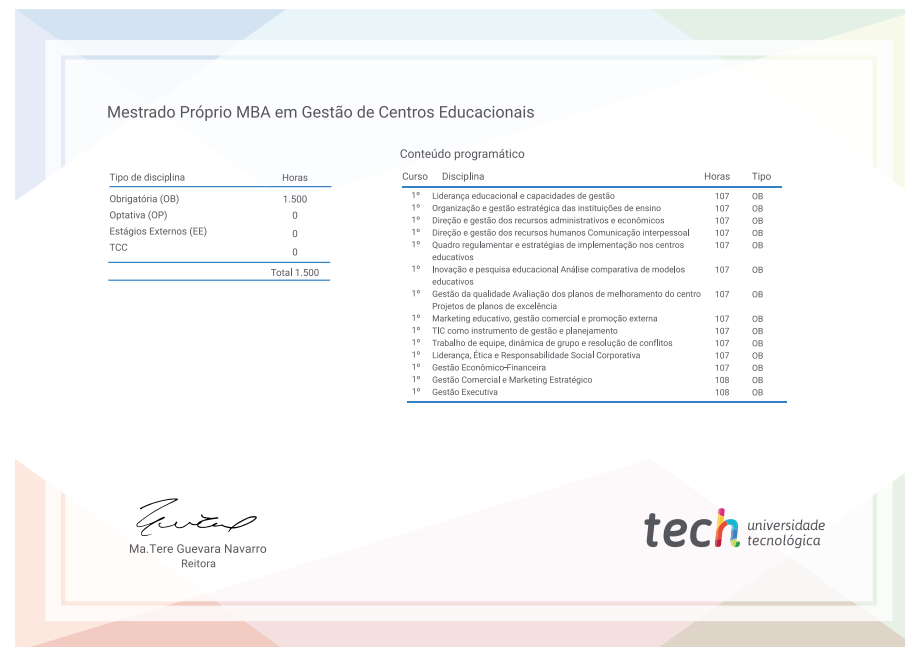 Mestrado Próprio MBA em Gestão de Centros Educacionais
Tipo de disciplina Horas
Obrigatória (OB) 1.500
Optativa (OP) 0
Estágios Externos (EE) 0
TCC 0
Total 1.500
Conteúdo programático
Curso Disciplina Horas Tipo
1º Liderança educacional e capacidades de gestão 107 OB
1º Organização e gestão estratégica das instituições de ensino 107 OB
1º Direção e gestão dos recursos administrativos e econômicos 107 OB
1º Direção e gestão dos recursos humanos Comunicação interpessoal 107 OB
1º Quadro regulamentar e estratégias de implementação nos centros 107 OB
educativos
1º Inovação e pesquisa educacional Análise comparativa de modelos 107 OB
educativos
1º Gestão da qualidade Avaliação dos planos de melhoramento do centro 107 OB
Projetos de planos de excelência
1º Marketing educativo, gestão comercial e promoção externa 107 OB
1º TIC como instrumento de gestão e planejamento 107 OB
1º Trabalho de equipe, dinâmica de grupo e resolução de conflitos 107 OB
1º Liderança, Ética e Responsabilidade Social Corporativa 107 OB
1º Gestão Econômico-Financeira 107 OB
1º Gestão Comercial e Marketing Estratégico 108 OB
1º Gestão Executiva 108 OB
Ma.Tere Guevara Navarro
Reitora
tech universidade
tecnológica